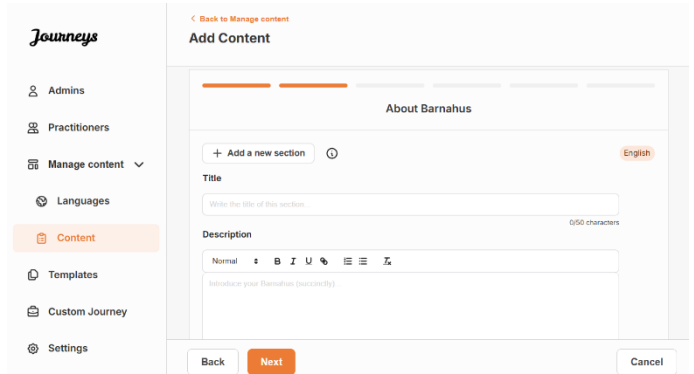 Journeys
Admins
Practitioners
Manage content
Languages
Content
Templates
Custom Journey
Settings
< Back to Manage content
Add Content
About Barnahus
+ Add a new section
English
Title
Write the title of this section.
0/50 characters
Description
Normal B I U
Introduce your Barnahus (succinctly)...
Back
Next
Cancel